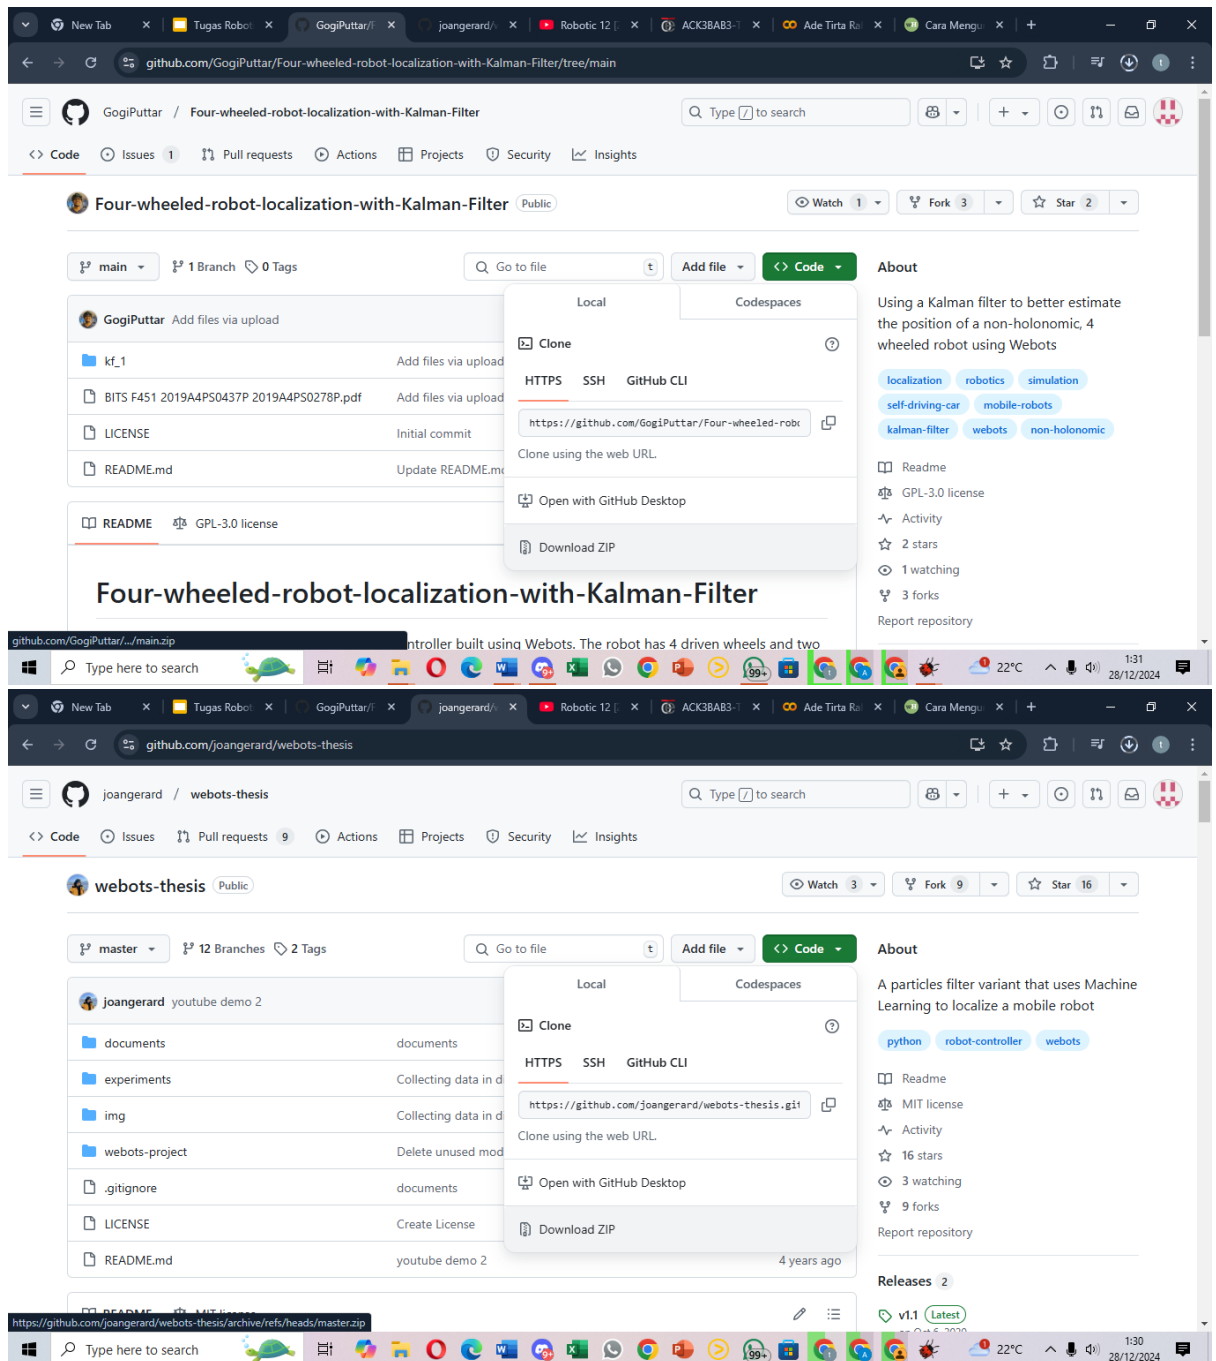 New Tab
Tugas Robot
GogiPuttar/F
joangerard/v
Robotic 12 [
ACK3BAB3-T
Ade Tirta Ra
Cara Mengu
github.com/GogiPuttar/Four-wheeled-robot-localization-with-Kalman-Filter/tree/main
GogiPuttar / Four-wheeled-robot-localization-with-Kalman-Filter
Type / to search
Code
Issues 1
Pull requests
Actions
Projects
Security
Insights
Four-wheeled-robot-localization-with-Kalman-Filter Public
Watch 1
Fork 3
Star 2
main
1 Branch
0 Tags
Go to file t
Add file
Code
GogiPuttar Add files via upload
kf_1 Add files via upload
BITS F451 2019A4PS0437P 2019A4PS0278P.pdf Add files via upload
LICENSE Initial commit
README.md Update README.m
Local
Codespaces
Clone
HTTPS SSH GitHub CLI
https://github.com/GogiPuttar/Four-wheeled-robo
Clone using the web URL.
Open with GitHub Desktop
Download ZIP
README GPL-3.0 license
Four-wheeled-robot-localization-with-Kalman-Filter
ntroller built using Webots. The robot has 4 driven wheels and two
About
Using a Kalman filter to better estimate
the position of a non-holonomic, 4
wheeled robot using Webots
localization robotics simulation
self-driving-car mobile-robots
kalman-filter webots non-holonomic
Readme
GPL-3.0 license
Activity
2 stars
1 watching
3 forks
Report repository
github.com/GogiPuttar/.../main.zip
Type here to search
99+
22°C
1:31
28/12/2024
New Tab
Tugas Robot
GogiPuttar/F
joangerard/v
Robotic 12 [
ACK3BAB3-T
Ade Tirta Ra
Cara Mengu
github.com/joangerard/webots-thesis
joangerard / webots-thesis
Type / to search
Code
Issues
Pull requests 9
Actions
Projects
Security
Insights
webots-thesis Public
Watch 3
Fork 9
Star 16
master
12 Branches
2 Tags
Go to file t
Add file
Code
joangerard youtube demo 2
documents documents
experiments Collecting data in d
img Collecting data in d
webots-project Delete unused mod
.gitignore documents
LICENSE Create License
README.md youtube demo 2 4 years ago
Local
Codespaces
Clone
HTTPS SSH GitHub CLI
https://github.com/joangerard/webots-thesis.git
Clone using the web URL.
Open with GitHub Desktop
Download ZIP
README MIT license
About
A particles filter variant that uses Machine
Learning to localize a mobile robot
python robot-controller webots
Readme
MIT license
Activity
16 stars
3 watching
9 forks
Report repository
Releases 2
v1.1 Latest
on Oct 6, 2020
https://github.com/joangerard/webots-thesis/archive/refs/heads/master.zip
Type here to search
99+
22°C
1:30
28/12/2024